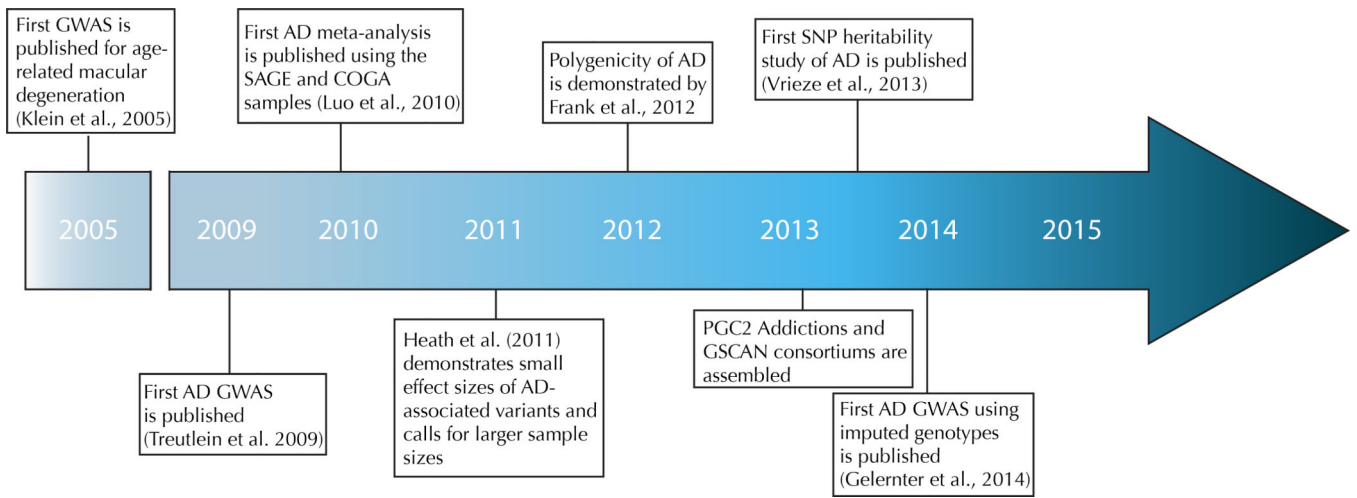 First GWAS is
published for age-
related macular
degeneration
(Klein et al., 2005)
First AD meta-analysis
is published using the
SAGE and COGA
samples (Luo et al., 2010)
Polygenicity of AD
is demonstrated by
Frank et al., 2012
First SNP heritability
study of AD is published
(Vrieze et al., 2013)
2005
2009
2010
2011
2012
2013
2014
2015
First AD GWAS
is published
(Treutlein et al. 2009)
Heath et al. (2011)
demonstrates small
effect sizes of AD-
associated variants and
calls for larger sample
sizes
PGC2 Addictions and
GSCAN consortiums are
assembled
First AD GWAS using
imputed genotypes
is published
(Gelernter et al., 2014)